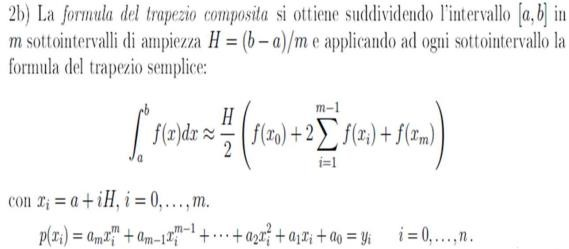 2b) La formula del trapezio composita si ottiene suddividendo l'intervallo [a, b] in
m sottointervalli di ampiezza H = (b − a)/m e applicando ad ogni sottointervallo la
formula del trapezio semplice:
∫_a^b f(x)dx ≈ H/2 ( f(x_0) + 2 ∑_{i=1}^{m−1} f(x_i) + f(x_m) )
con x_i = a + iH, i = 0, . . . , m.
p(x_i) = a_m x_i^m + a_{m−1} x_i^{m−1} + · · · + a_2 x_i^2 + a_1 x_i + a_0 = y_i i = 0, . . . , n .